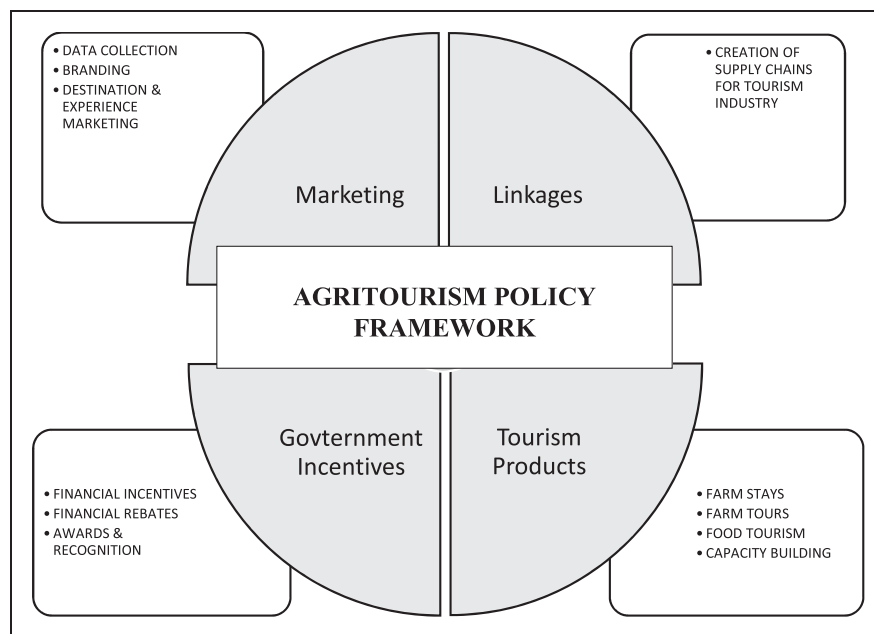 • DATA COLLECTION
• BRANDING
• DESTINATION &
EXPERIENCE
MARKETING
• CREATION OF
SUPPLY CHAINS
FOR TOURISM
INDUSTRY
Marketing
Linkages
AGRITOURISM POLICY
FRAMEWORK
Govternment
Incentives
Tourism
Products
• FINANCIAL INCENTIVES
• FINANCIAL REBATES
• AWARDS &
RECOGNITION
• FARM STAYS
• FARM TOURS
• FOOD TOURISM
• CAPACITY BUILDING